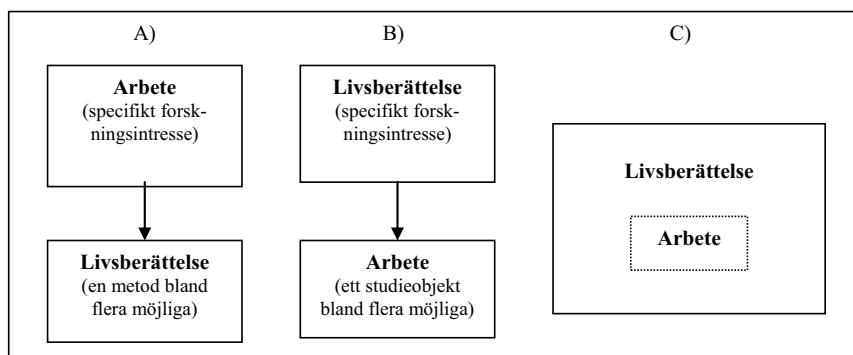 A)
B)
C)
Arbete
(specifikt forsk-
ningsintresse)
Livsberättelse
(en metod bland
flera möjliga)
Livsberättelse
(specifikt forsk-
ningsintresse)
Arbete
(ett studieobjekt
bland flera möjliga)
Livsberättelse
Arbete